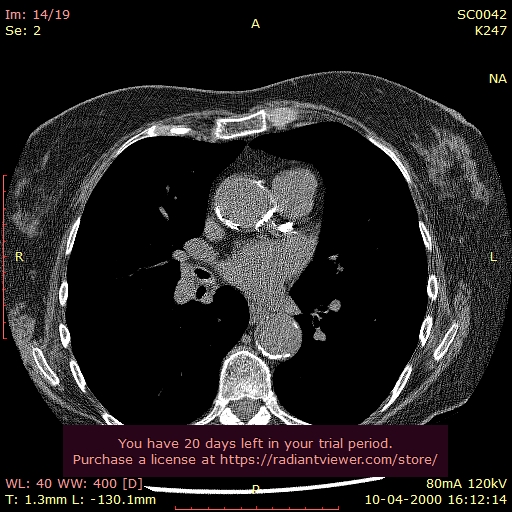 Im: 14/19
Se: 2
A
SC0042
K247
NA
R
L
You have 20 days left in your trial period.
Purchase a license at https://radiantviewer.com/store/
WL: 40 WW: 400 [D]
T: 1.3mm L: -130.1mm
P
80mA 120kV
10-04-2000 16:12:14